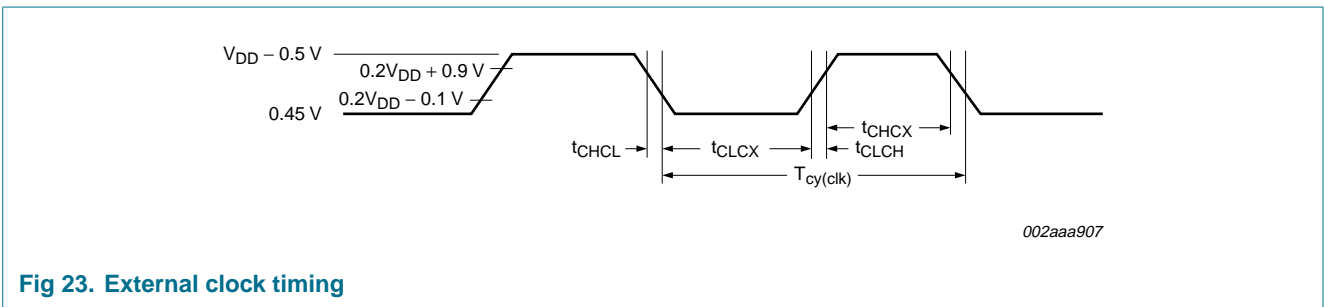 V_DD − 0.5 V
0.2V_DD + 0.9 V
0.2V_DD − 0.1 V
0.45 V
t_CHCX
t_CHCL
t_CLCX
t_CLCH
T_cy(clk)
002aaa907
Fig 23. External clock timing